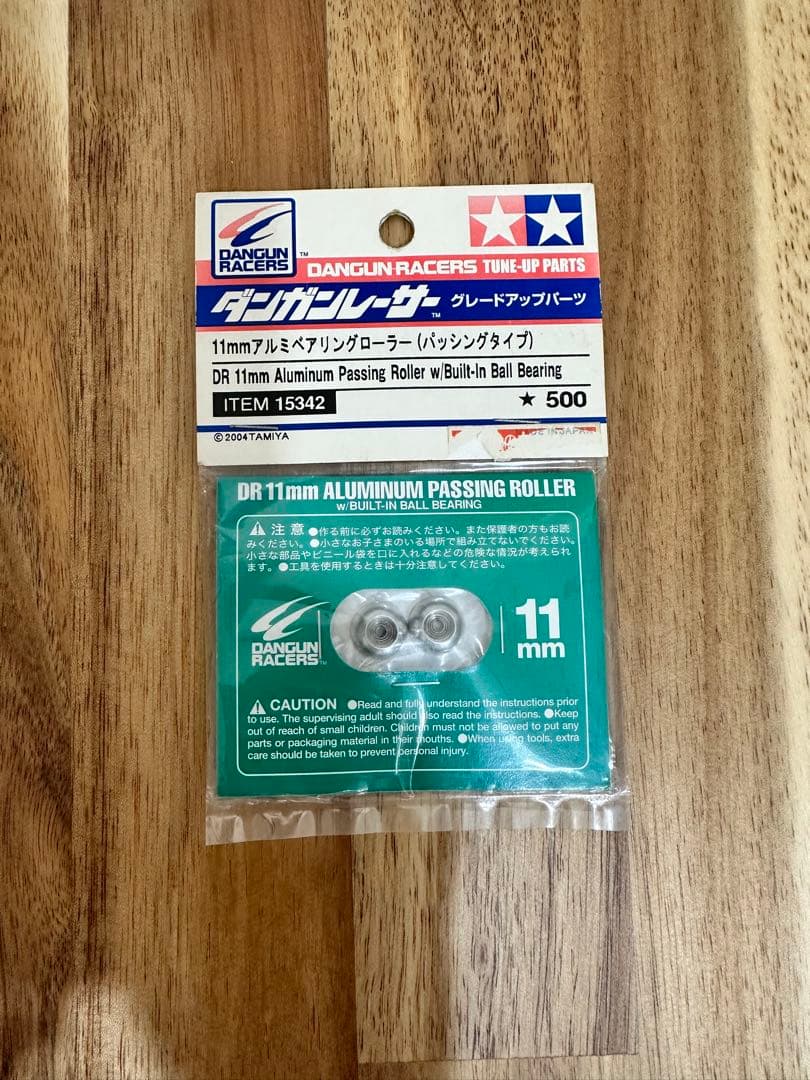 DANGUN
RACERS TM
DANGUN-RACERS TUNE-UP PARTS
ダンガンレーサー TM グレードアップパーツ
11mmアルミベアリングローラー(パッシングタイプ)
DR 11mm Aluminum Passing Roller w/Built-In Ball Bearing
ITEM 15342 ★ 500
©2004 TAMIYA IN JAPAN
DR 11mm ALUMINUM PASSING ROLLER
w/BUILT-IN BALL BEARING
注意 ●作る前に必ずお読みください。また保護者の方もお読
みください。●小さなお子さまのいる場所で組み立てないでください。
小さな部品やビニール袋を口に入れるなどの危険な情況が考えられ
ます。●工具を使用するときは十分注意してください。
DANGUN
RACERS TM
11
mm
CAUTION ●Read and fully understand the instructions prior
to use. The supervising adult should also read the instructions. ●Keep
out of reach of small children. Children must not be allowed to put any
parts or packaging material in their mouths. ●When using tools, extra
care should be taken to prevent personal injury.